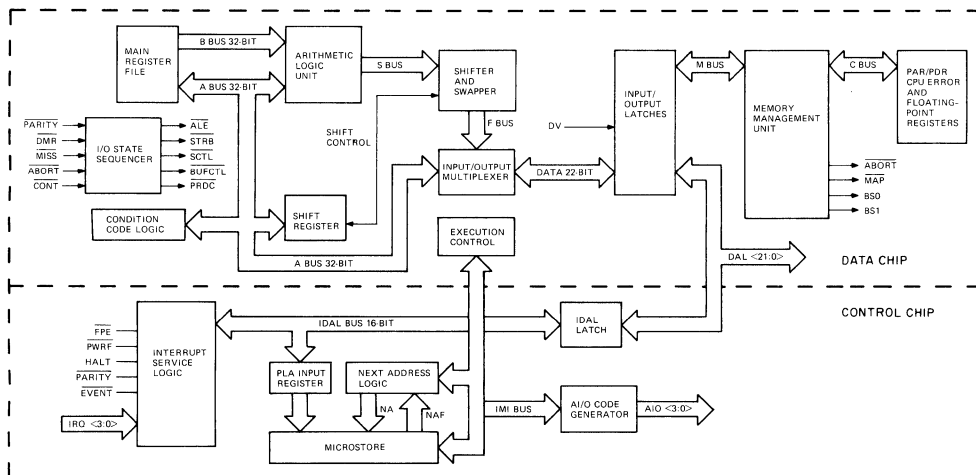 MAIN
REGISTER
FILE
B BUS 32-BIT
A BUS 32-BIT
ARITHMETIC
LOGIC
UNIT
S BUS
SHIFTER
AND
SWAPPER
F BUS
SHIFT
CONTROL
INPUT/OUTPUT
MULTIPLEXER
DATA 22-BIT
DV
INPUT/
OUTPUT
LATCHES
M BUS
MEMORY
MANAGEMENT
UNIT
C BUS
PAR/PDR
CPU ERROR
AND
FLOATING-
POINT
REGISTERS
ABORT
MAP
BS0
BS1
PARITY
DMR
MISS
ABORT
CONT
I/O STATE
SEQUENCER
ALE
STRB
SCTL
BUFCTL
PRDC
CONDITION
CODE LOGIC
SHIFT
REGISTER
A BUS 32-BIT
EXECUTION
CONTROL
DAL <21:0>
DATA CHIP
CONTROL CHIP
FPE
PWRF
HALT
PARITY
EVENT
IRQ <3:0>
INTERRUPT
SERVICE
LOGIC
IDAL BUS 16-BIT
IDAL
LATCH
PLA INPUT
REGISTER
NEXT ADDRESS
LOGIC
NA
NAF
MICROSTORE
IMI BUS
AI/O CODE
GENERATOR
AIO <3:0>